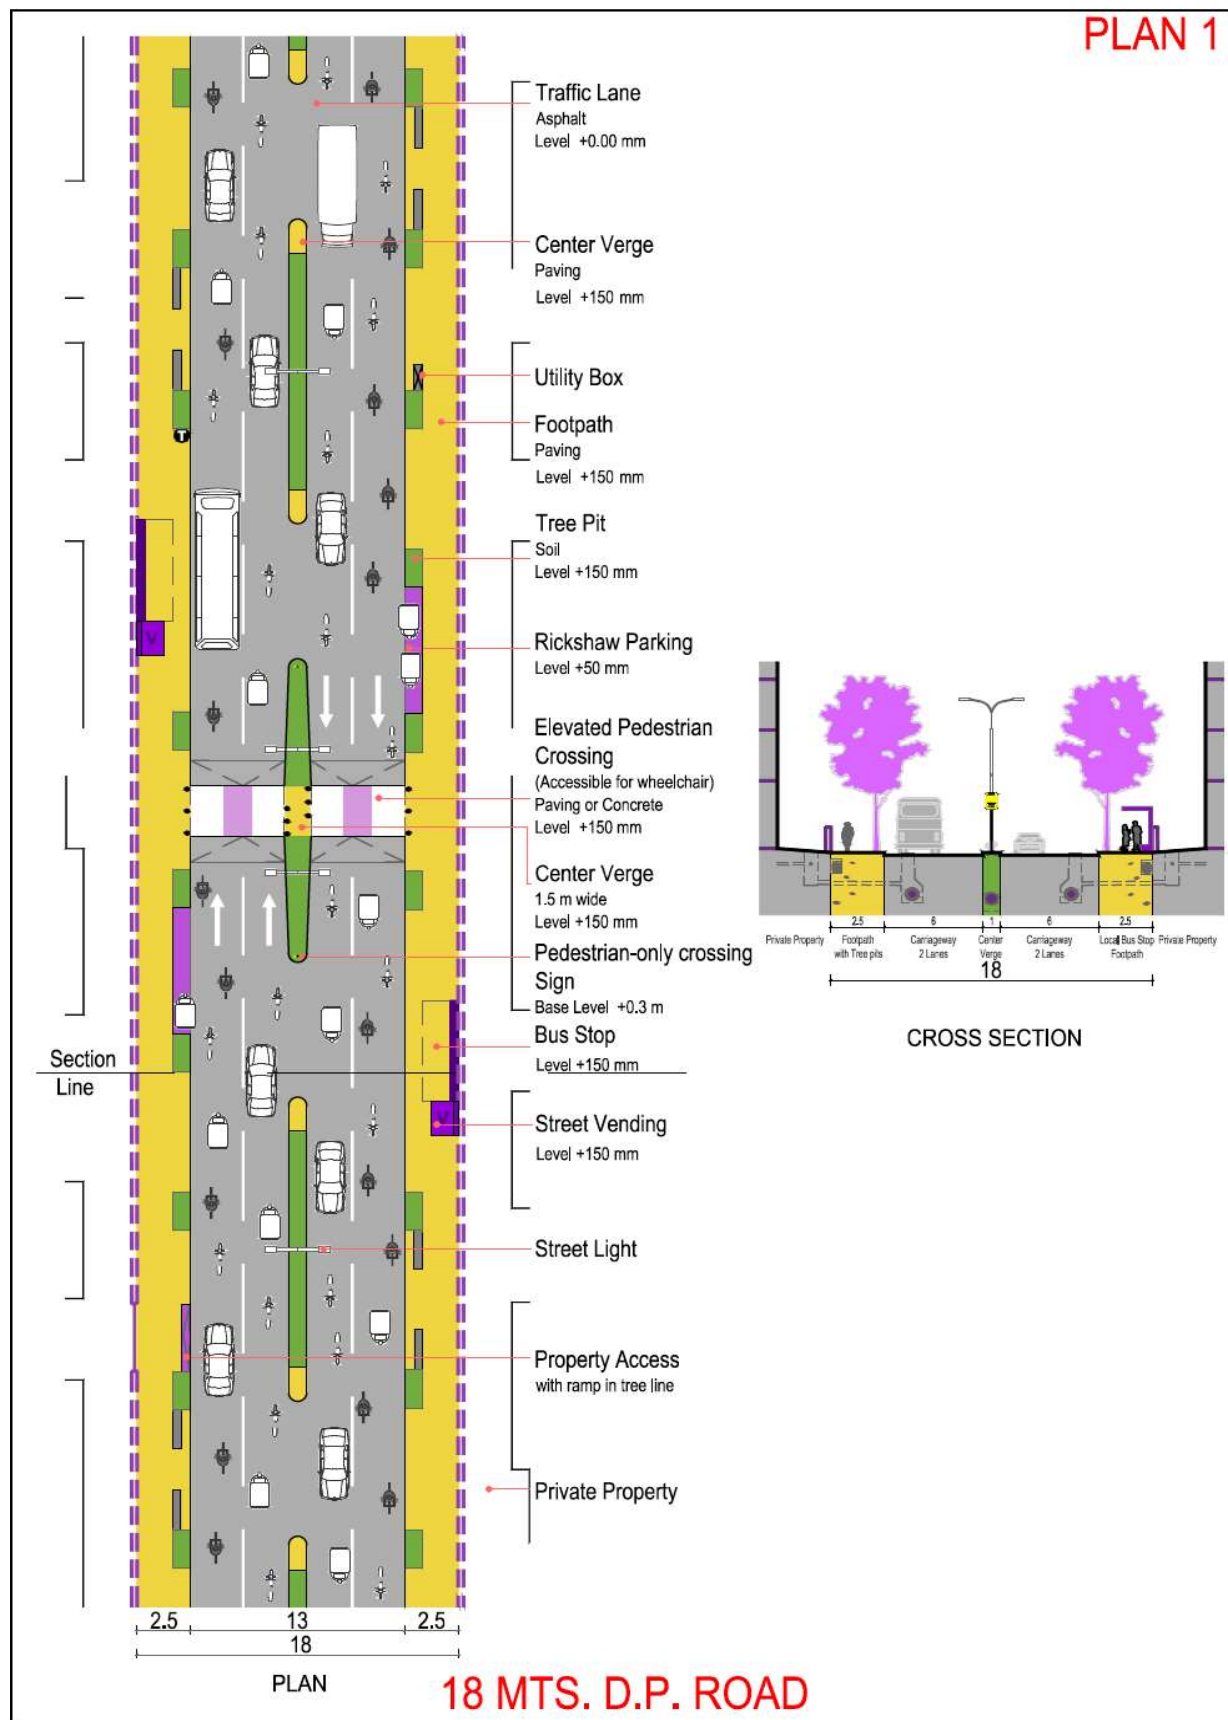 PLAN 1
Traffic Lane
Asphalt
Level +0.00 mm
Center Verge
Paving
Level +150 mm
Utility Box
Footpath
Paving
Level +150 mm
T
Tree Pit
Soil
Level +150 mm
V
Rickshaw Parking
Level +50 mm
Elevated Pedestrian
Crossing
(Accessible for wheelchair)
Paving or Concrete
Level +150 mm
Center Verge
1.5 m wide
Level +150 mm
Pedestrian-only crossing
Sign
Base Level +0.3 m
Bus Stop
Level +150 mm
Section
Line
V
Street Vending
Level +150 mm
Street Light
Property Access
with ramp in tree line
Private Property
2.5 13 2.5
18
PLAN
2.5 6 1 6 2.5
Private Property Footpath Carriageway Center Carriageway Local Bus Stop Private Property
with Tree pits 2 Lanes Verge 2 Lanes Footpath
18
CROSS SECTION
18 MTS. D.P. ROAD